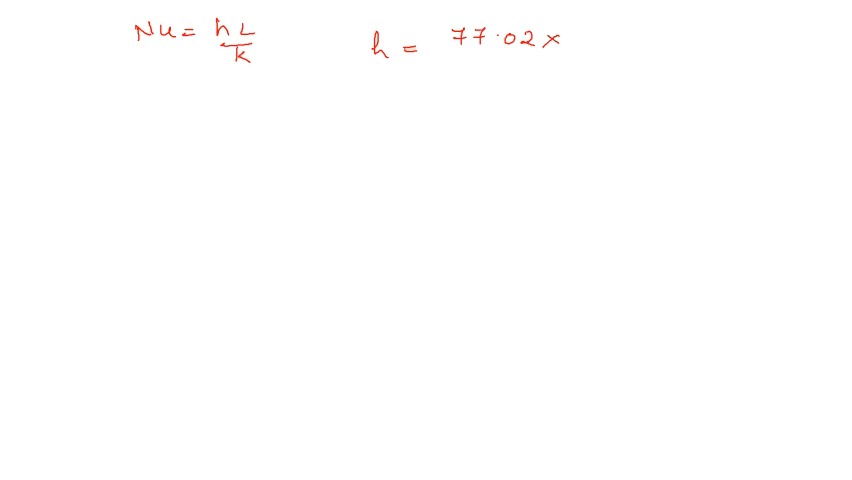 Nu = hL/k
h = 77.02 ×